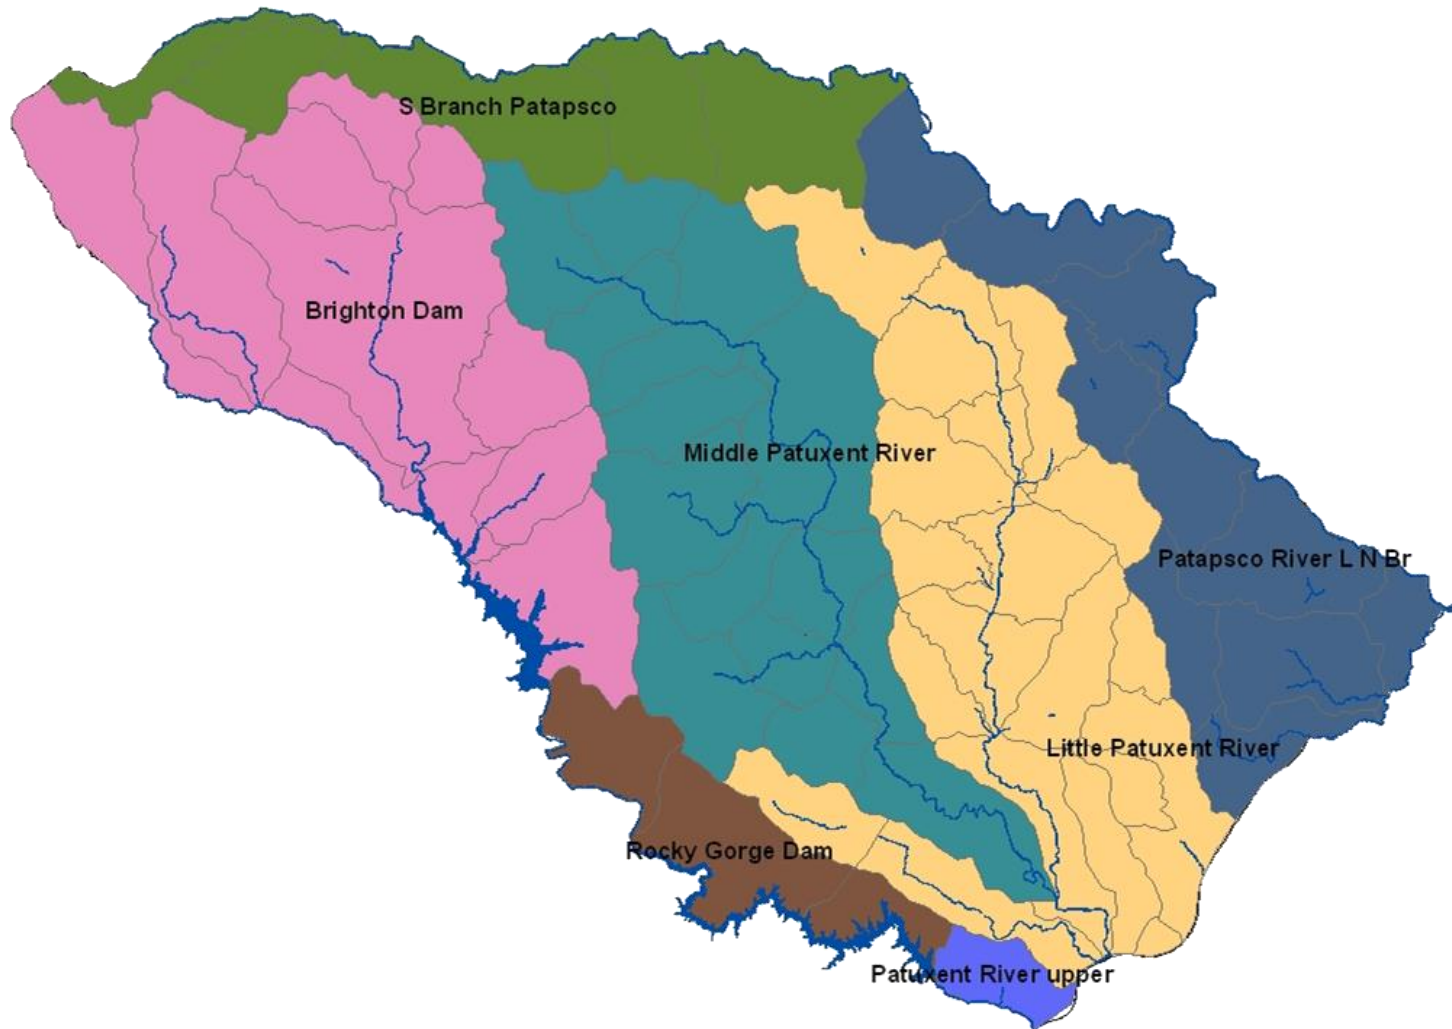 S Branch Patapsco
Brighton Dam
Middle Patuxent River
Patapsco River L N Br
Little Patuxent River
Rocky Gorge Dam
Patuxent River upper